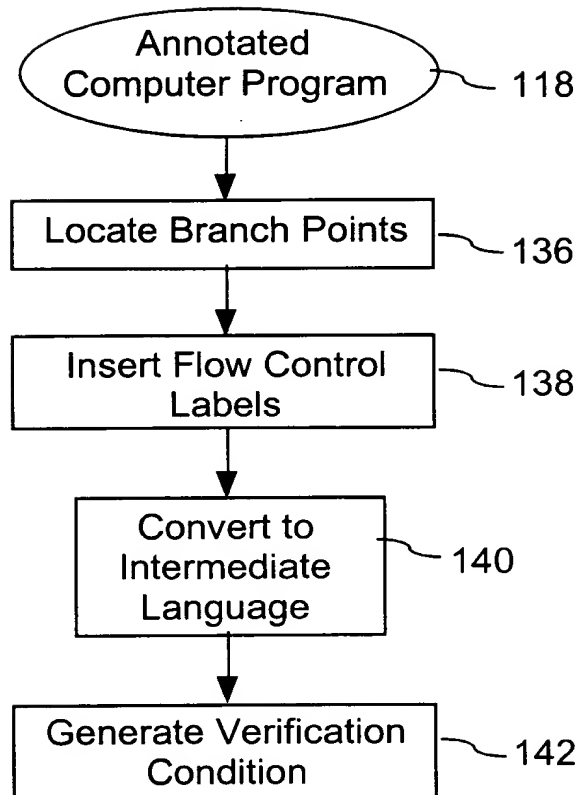 Annotated
Computer Program
118
Locate Branch Points
136
Insert Flow Control
Labels
138
Convert to
Intermediate
Language
140
Generate Verification
Condition
142